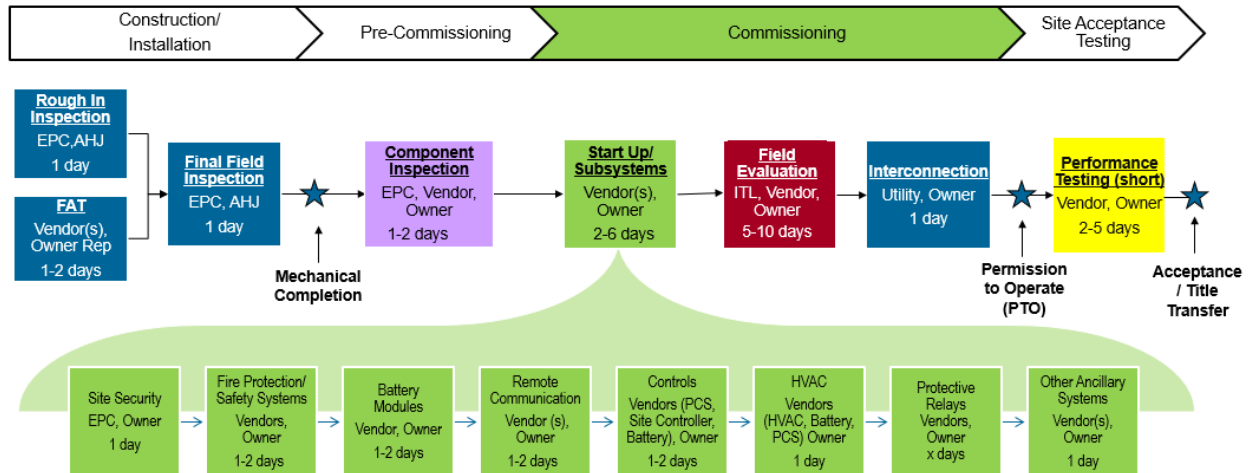 Construction/
Installation
Pre-Commissioning
Commissioning
Site Acceptance
Testing
Rough In
Inspection
EPC,AHJ
1 day
FAT
Vendor(s),
Owner Rep
1-2 days
Final Field
Inspection
EPC, AHJ
1 day
Mechanical
Completion
Component
Inspection
EPC, Vendor,
Owner
1-2 days
Start Up/
Subsystems
Vendor(s),
Owner
2-6 days
Field
Evaluation
ITL, Vendor,
Owner
5-10 days
Interconnection
Utility, Owner
1 day
Permission
to Operate
(PTO)
Performance
Testing (short)
Vendor, Owner
2-5 days
Acceptance
/ Title
Transfer
Site Security
EPC, Owner
1 day
Fire Protection/
Safety Systems
Vendors,
Owner
1-2 days
Battery
Modules
Vendor, Owner
1-2 days
Remote
Communication
Vendor (s),
Owner
1-2 days
Controls
Vendors (PCS,
Site Controller,
Battery), Owner
1-2 days
HVAC
Vendors
(HVAC, Battery,
PCS) Owner
1 day
Protective
Relays
Vendors,
Owner
x days
Other Ancillary
Systems
Vendor(s),
Owner
1 day